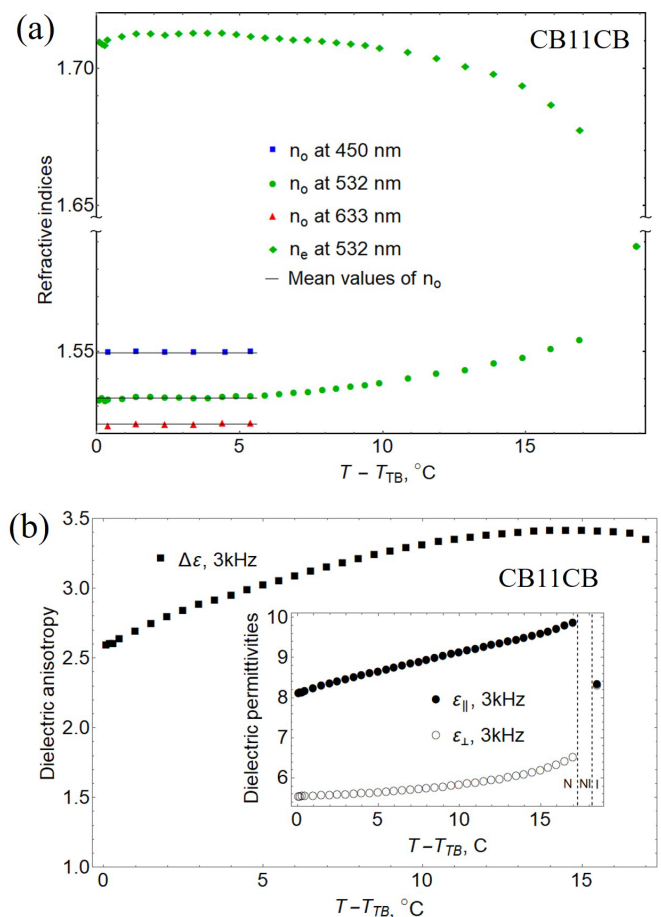 (a)
CB11CB
1.70
1.65
1.55
Refractive indices
n_o at 450 nm
n_o at 532 nm
n_o at 633 nm
n_e at 532 nm
— Mean values of n_o
0 5 10 15
T − T_TB, °C
(b)
3.5
3.0
2.5
2.0
1.5
1.0
Dielectric anisotropy
Δε, 3kHz
CB11CB
10
9
8
7
6
Dielectric permittivities
ε_∥, 3kHz
ε_⊥, 3kHz
N NI I
0 5 10 15
T−T_TB, C
0 5 10 15
T−T_TB, °C